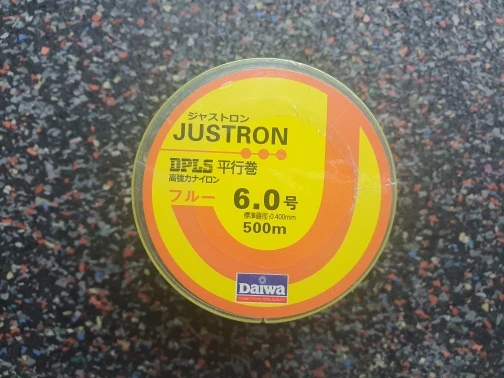 ジャストロン
JUSTRON
DPLS 平行巻
高強力ナイロン
フルー 6.0号
標準直径:0.400mm
500m
Daiwa